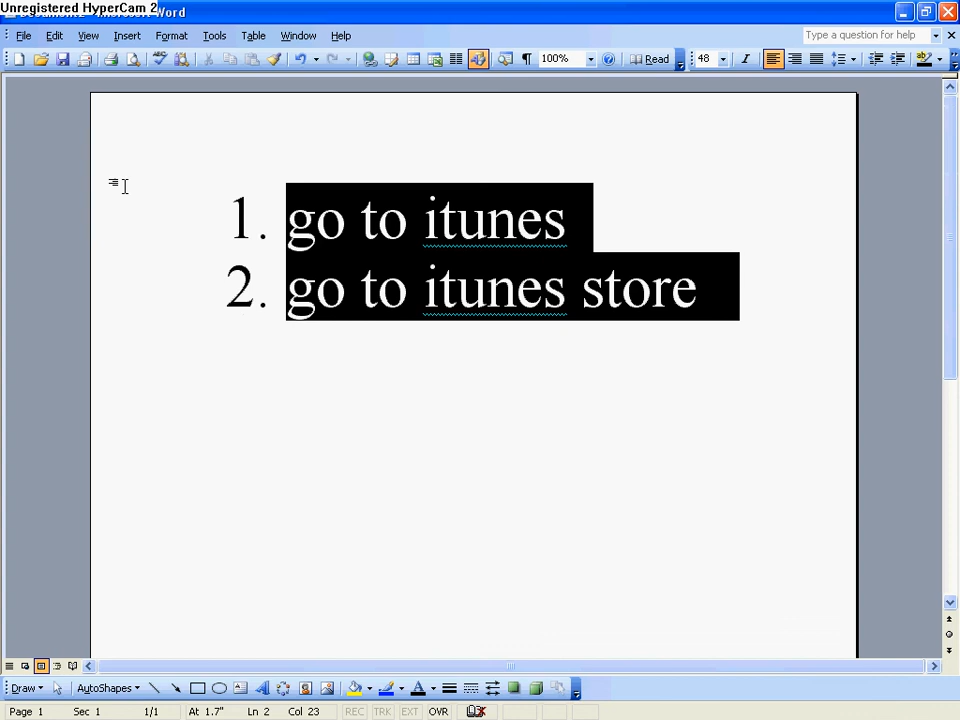 Unregistered HyperCam 2
Word
File Edit View Insert Format Tools Table Window Help
Type a question for help
100%
Read
48
1. go to itunes
2. go to itunes store
Draw AutoShapes
Page 1 Sec 1 1/1 At 1.7" Ln 2 Col 23 REC TRK EXT OVR